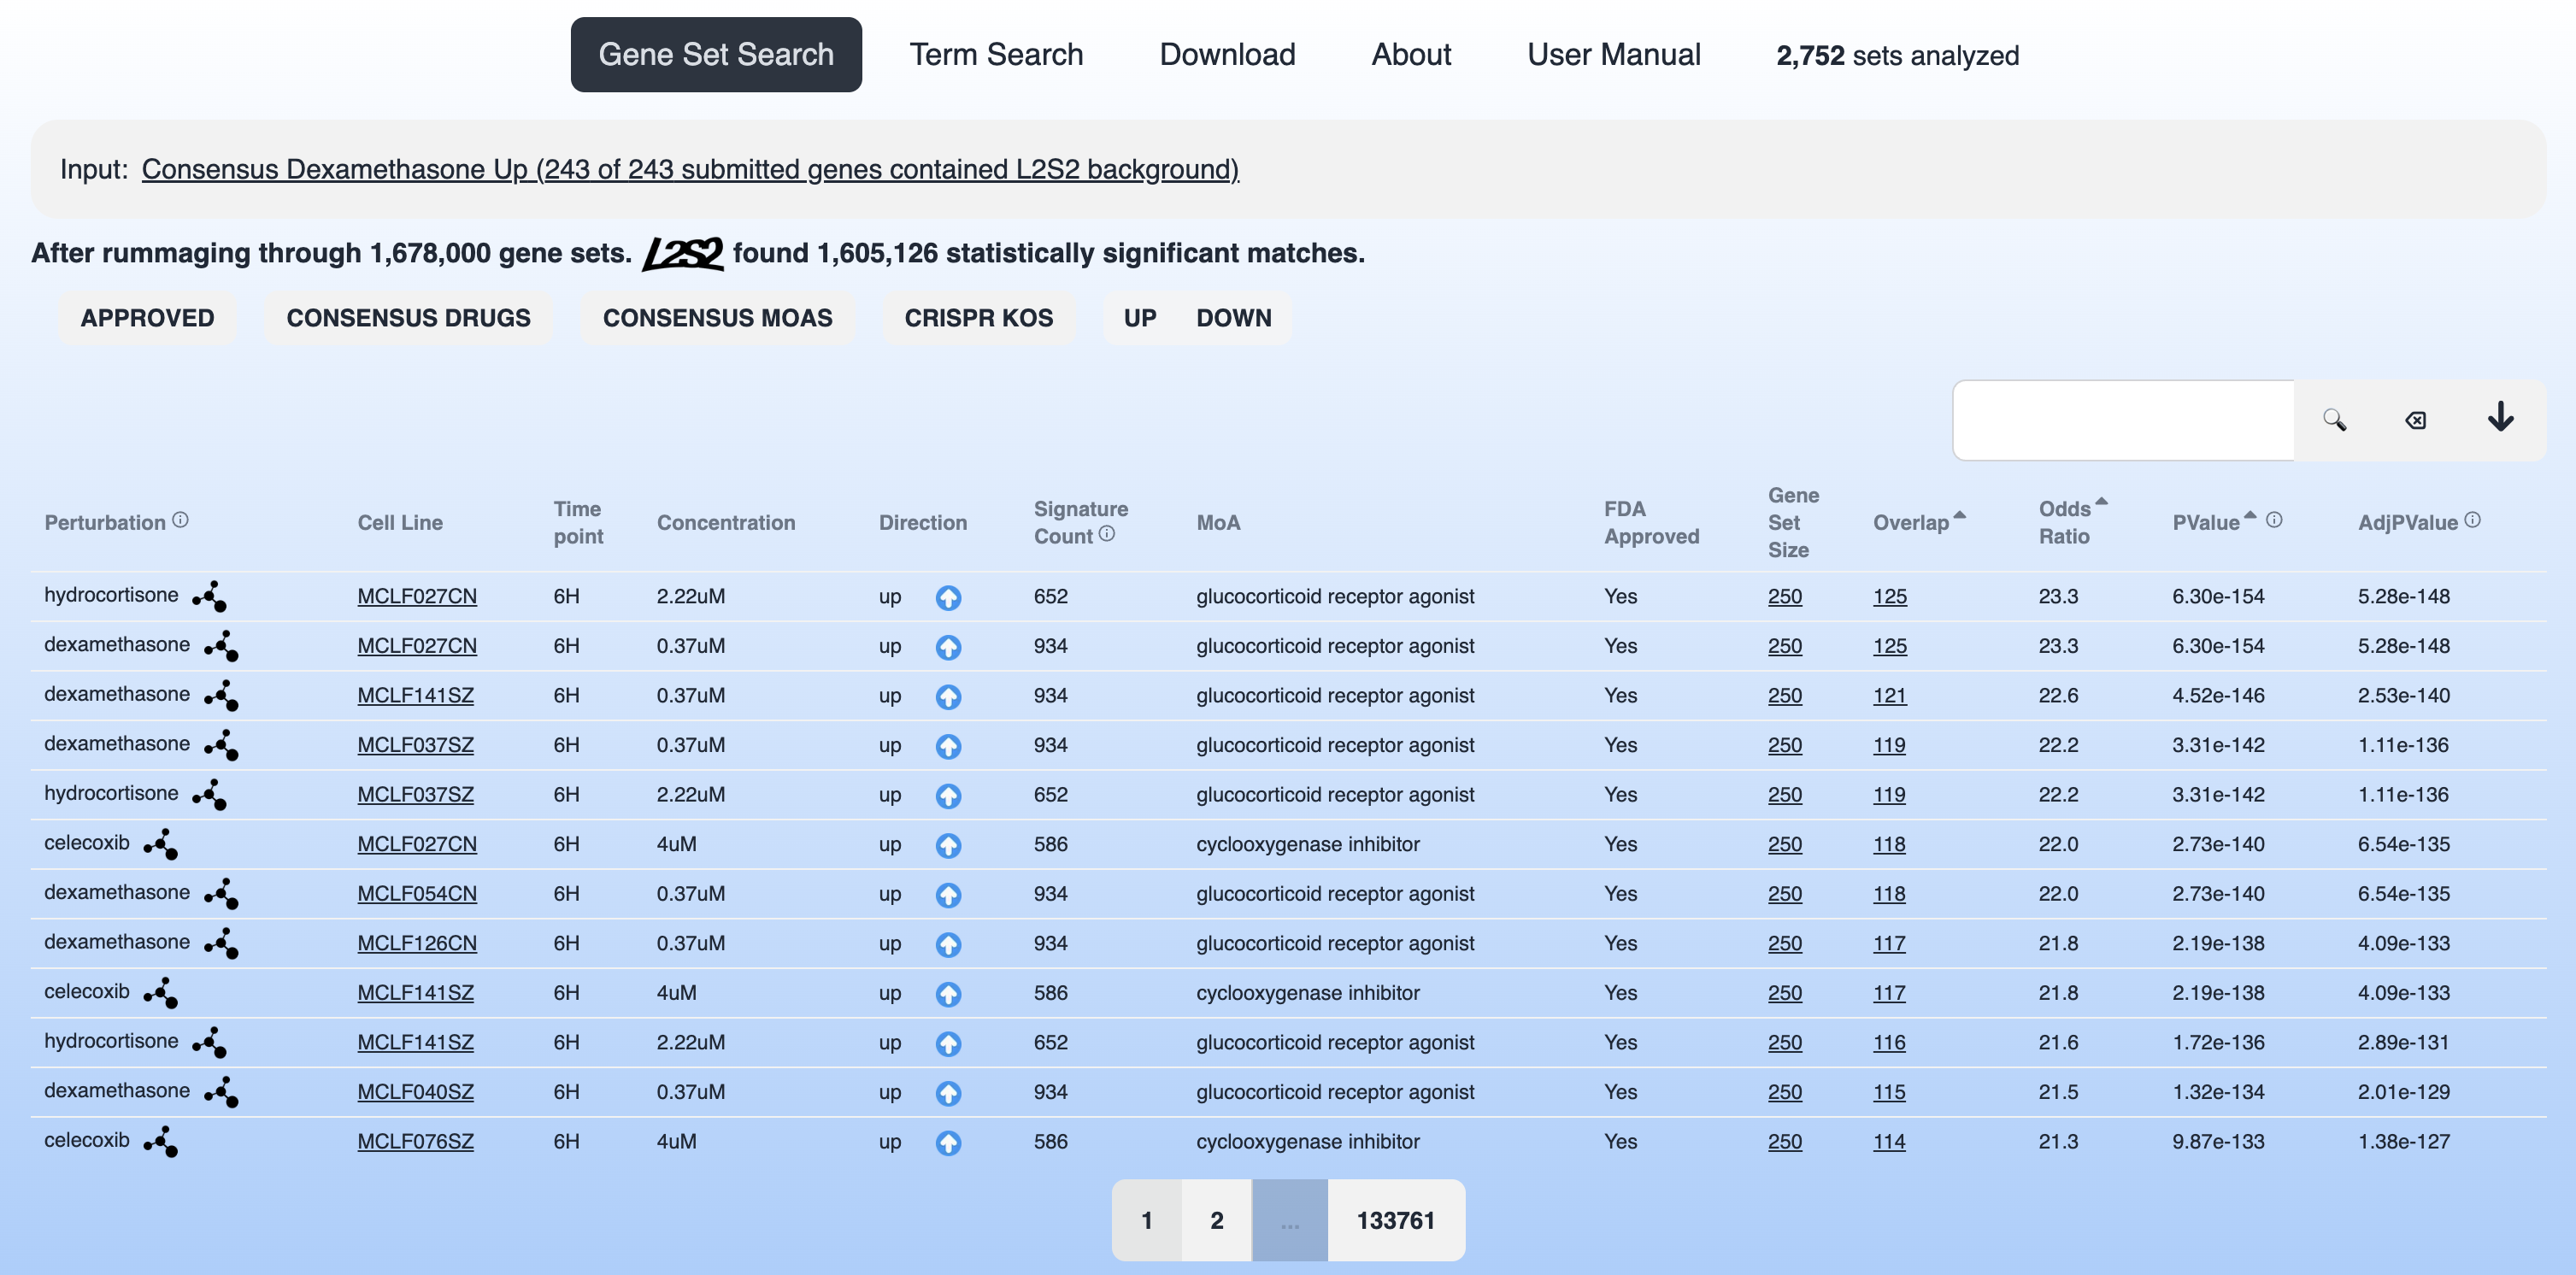 Gene Set Search Term Search Download About User Manual 2,752 sets analyzed
Input: Consensus Dexamethasone Up (243 of 243 submitted genes contained L2S2 background)
After rummaging through 1,678,000 gene sets. L2S2 found 1,605,126 statistically significant matches.
APPROVED CONSENSUS DRUGS CONSENSUS MOAS CRISPR KOS UP DOWN
Perturbation Cell Line Time point Concentration Direction Signature Count MoA FDA Approved Gene Set Size Overlap Odds Ratio PValue AdjPValue
hydrocortisone MCLF027CN 6H 2.22uM up 652 glucocorticoid receptor agonist Yes 250 125 23.3 6.30e-154 5.28e-148
dexamethasone MCLF027CN 6H 0.37uM up 934 glucocorticoid receptor agonist Yes 250 125 23.3 6.30e-154 5.28e-148
dexamethasone MCLF141SZ 6H 0.37uM up 934 glucocorticoid receptor agonist Yes 250 121 22.6 4.52e-146 2.53e-140
dexamethasone MCLF037SZ 6H 0.37uM up 934 glucocorticoid receptor agonist Yes 250 119 22.2 3.31e-142 1.11e-136
hydrocortisone MCLF037SZ 6H 2.22uM up 652 glucocorticoid receptor agonist Yes 250 119 22.2 3.31e-142 1.11e-136
celecoxib MCLF027CN 6H 4uM up 586 cyclooxygenase inhibitor Yes 250 118 22.0 2.73e-140 6.54e-135
dexamethasone MCLF054CN 6H 0.37uM up 934 glucocorticoid receptor agonist Yes 250 118 22.0 2.73e-140 6.54e-135
dexamethasone MCLF126CN 6H 0.37uM up 934 glucocorticoid receptor agonist Yes 250 117 21.8 2.19e-138 4.09e-133
celecoxib MCLF141SZ 6H 4uM up 586 cyclooxygenase inhibitor Yes 250 117 21.8 2.19e-138 4.09e-133
hydrocortisone MCLF141SZ 6H 2.22uM up 652 glucocorticoid receptor agonist Yes 250 116 21.6 1.72e-136 2.89e-131
dexamethasone MCLF040SZ 6H 0.37uM up 934 glucocorticoid receptor agonist Yes 250 115 21.5 1.32e-134 2.01e-129
celecoxib MCLF076SZ 6H 4uM up 586 cyclooxygenase inhibitor Yes 250 114 21.3 9.87e-133 1.38e-127
1 2 ... 133761